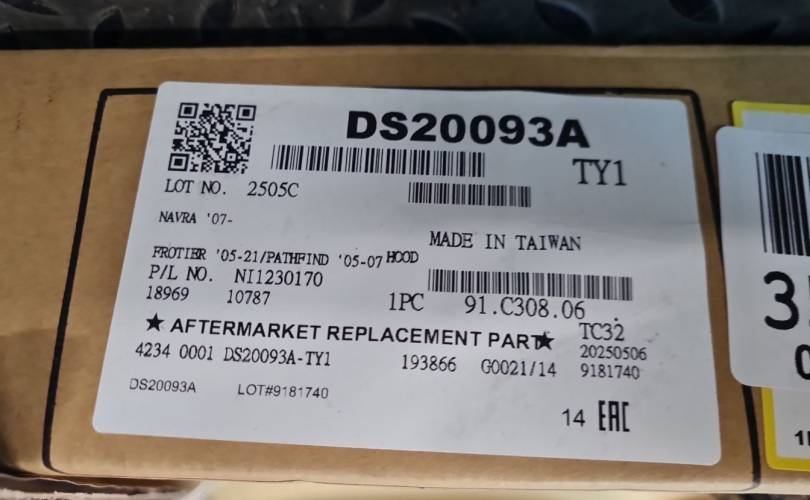 DS20093A
TY1
LOT NO. 2505C
NAVRA '07-
MADE IN TAIWAN
FROTIER '05-21/PATHFIND '05-07 HOOD
P/L NO. NI1230170
18969 10787
1PC 91.C308.06
★ AFTERMARKET REPLACEMENT PART★
TC32
4234 0001 DS20093A-TY1 193866 G0021/14
20250506
9181740
DS20093A LOT#9181740
14 EAC
3